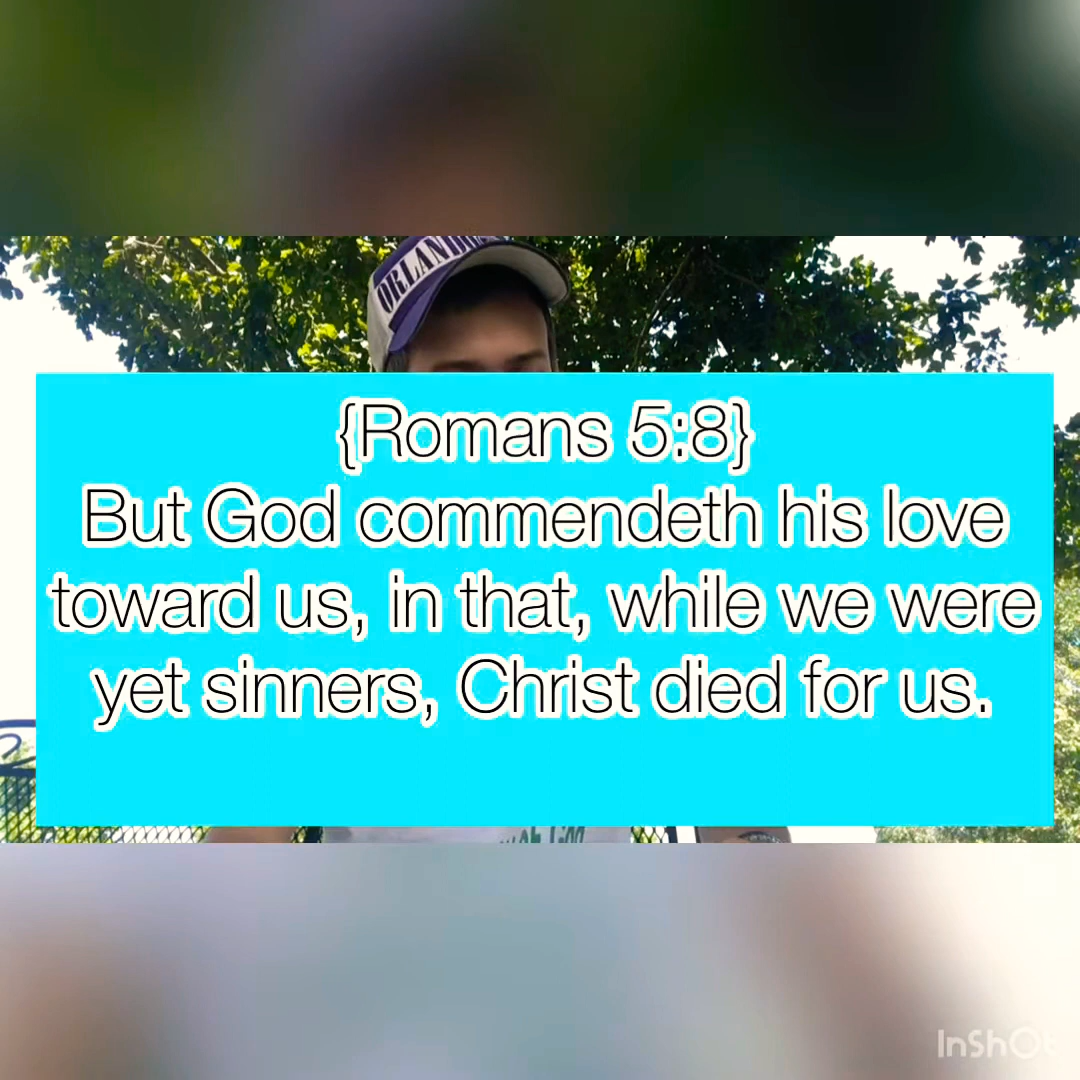 {Romans 5:8}
But God commendeth his love
toward us, in that, while we were
yet sinners, Christ died for us.
InShOt